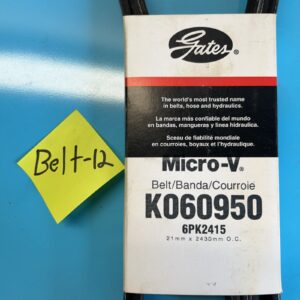 Gates®
The world's most trusted name
in belts, hose and hydraulics.
La marca más confiable del mundo
en bandas, mangueras y línea hidráulica.
Sceau de fiabilité mondiale
en courroies, boyaux et l'hydraulique.
Micro-V®
Belt/Banda/Courroie
K060950
6PK2415
21mm x 2430mm O.C.
Belt-12